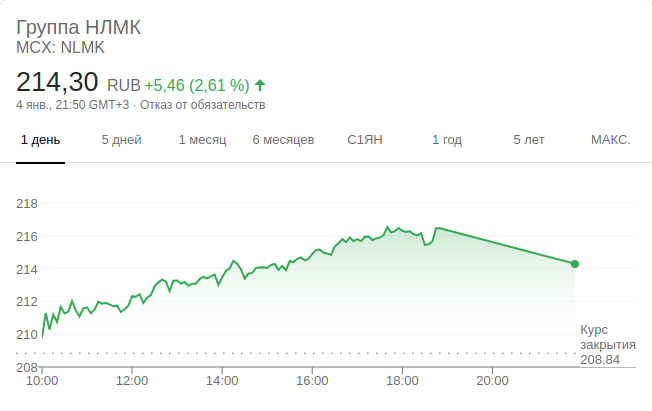 Группа НЛМК
MCX: NLMK
214,30 RUB +5,46 (2,61 %)
4 янв., 21:50 GMT+3 · Отказ от обязательств
1 день 5 дней 1 месяц 6 месяцев С1ЯН 1 год 5 лет МАКС.
218
216
214
212
210
Курс
закрытия
208,84
208
10:00 12:00 14:00 16:00 18:00 20:00